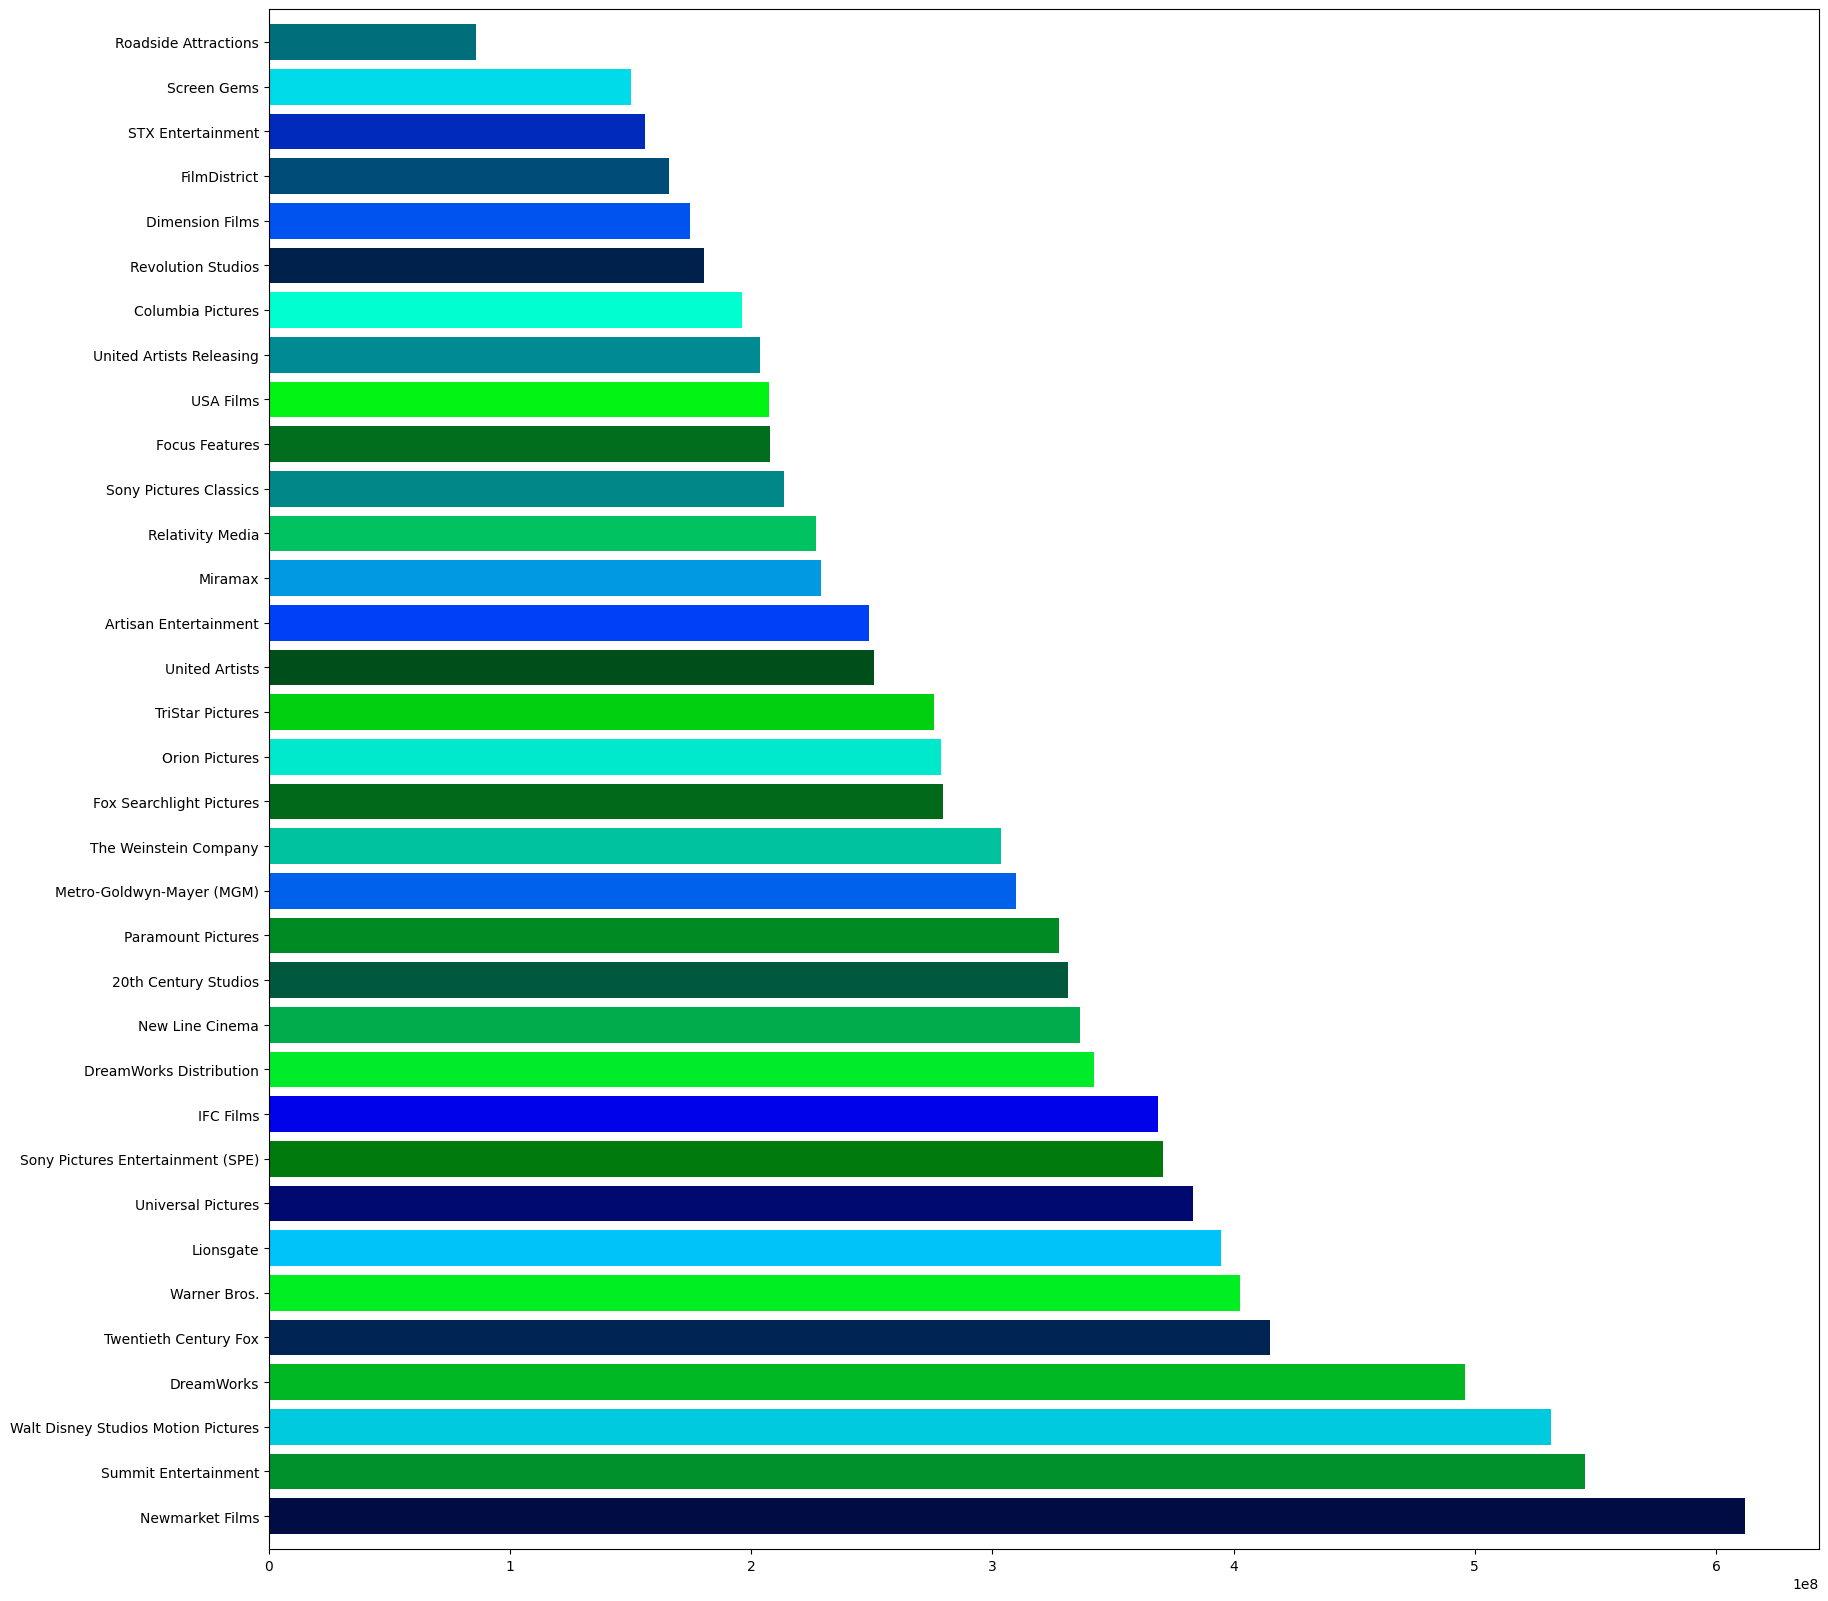 Roadside Attractions
Screen Gems
STX Entertainment
FilmDistrict
Dimension Films
Revolution Studios
Columbia Pictures
United Artists Releasing
USA Films
Focus Features
Sony Pictures Classics
Relativity Media
Miramax
Artisan Entertainment
United Artists
TriStar Pictures
Orion Pictures
Fox Searchlight Pictures
The Weinstein Company
Metro-Goldwyn-Mayer (MGM)
Paramount Pictures
20th Century Studios
New Line Cinema
DreamWorks Distribution
IFC Films
Sony Pictures Entertainment (SPE)
Universal Pictures
Lionsgate
Warner Bros.
Twentieth Century Fox
DreamWorks
Walt Disney Studios Motion Pictures
Summit Entertainment
Newmarket Films
0 1 2 3 4 5 6
1e8